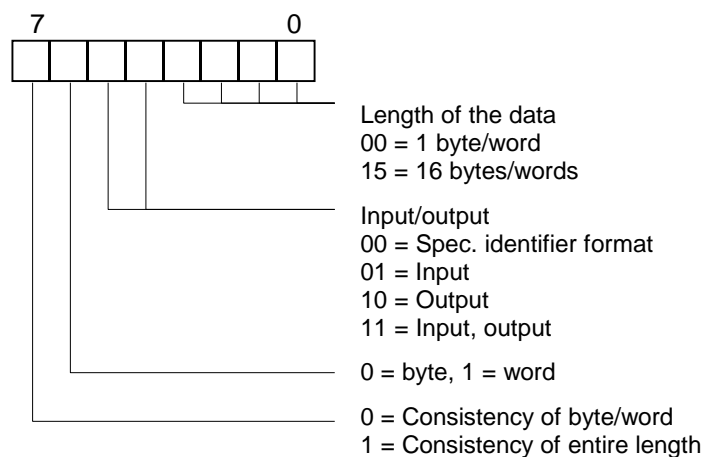 7 0
Length of the data
00 = 1 byte/word
15 = 16 bytes/words
Input/output
00 = Spec. identifier format
01 = Input
10 = Output
11 = Input, output
0 = byte, 1 = word
0 = Consistency of byte/word
1 = Consistency of entire length